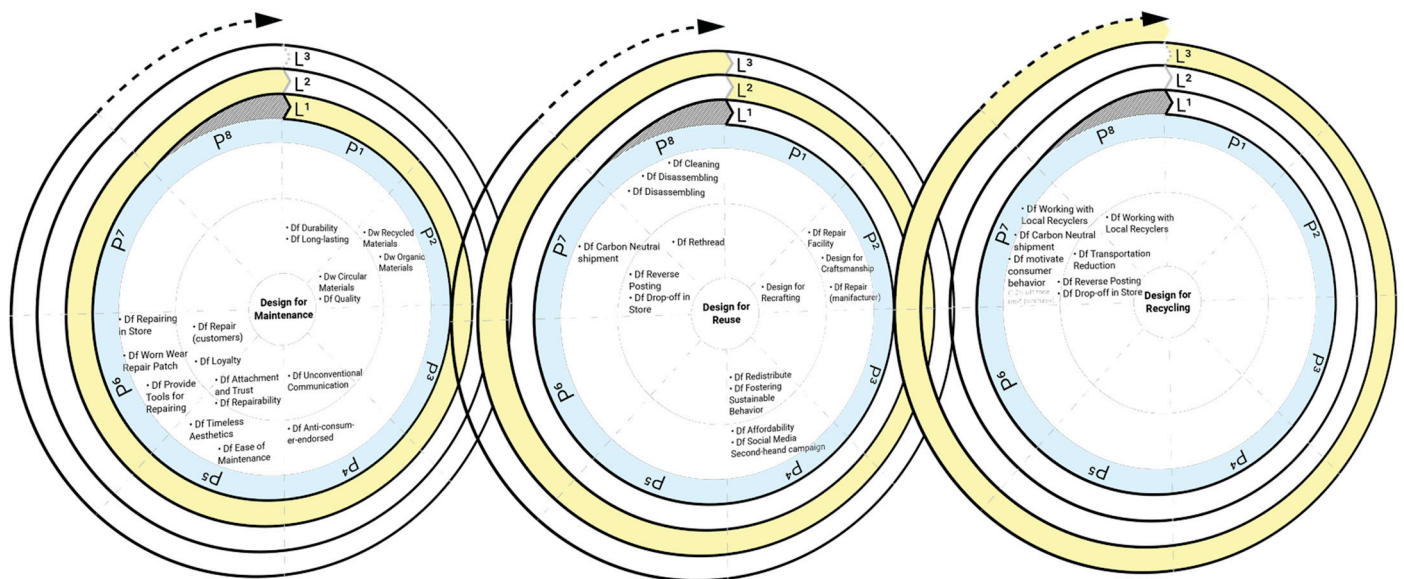 L³
L²
L¹
P⁸
P¹
P⁷
P²
• Df Durability
• Df Long-lasting
• Dw Recycled
Materials
• Dw Organic
Materials
• Dw Circular
Materials
• Df Quality
Design for
Maintenance
• Df Repairing
in Store
• Df Repair
(customers)
• Df Worn Wear
Repair Patch
• Df Loyalty
• Df Provide
Tools for
Repairing
• Df Attachment
and Trust
• Df Repairability
• Df Unconventional
Communication
• Df Timeless
Aesthetics
• Df Ease of
Maintenance
• Df Anti-consum-
er-endorsed
P⁶
P³
P⁵
P⁴
L³
L²
L¹
P⁸
P¹
P⁷
P²
• Df Cleaning
• Df Disassembling
• Df Disassembling
• Df Carbon Neutral
shipment
• Df Rethread
• Df Reverse
Posting
• Df Drop-off in
Store
• Df Repair
Facility
• Design for
Craftsmanship
• Df Repair
(manifacturer)
• Design for
Recrafting
Design for
Reuse
• Df Redistribute
• Df Fostering
Sustainable
Behavior
• Df Affordability
• Df Social Media
Second-heand campaign
P⁶
P³
P⁵
P⁴
L³
L²
L¹
P⁸
P¹
P⁷
P²
• Df Working with
Local Recyclers
• Df Working with
Local Recyclers
• Df Carbon Neutral
shipment
• Df motivate
consumer
behavior
• Df Transportation
Reduction
• Df Reverse Posting
• Df Drop-off in Store
Design for
Recycling
P⁶
P³
P⁵
P⁴